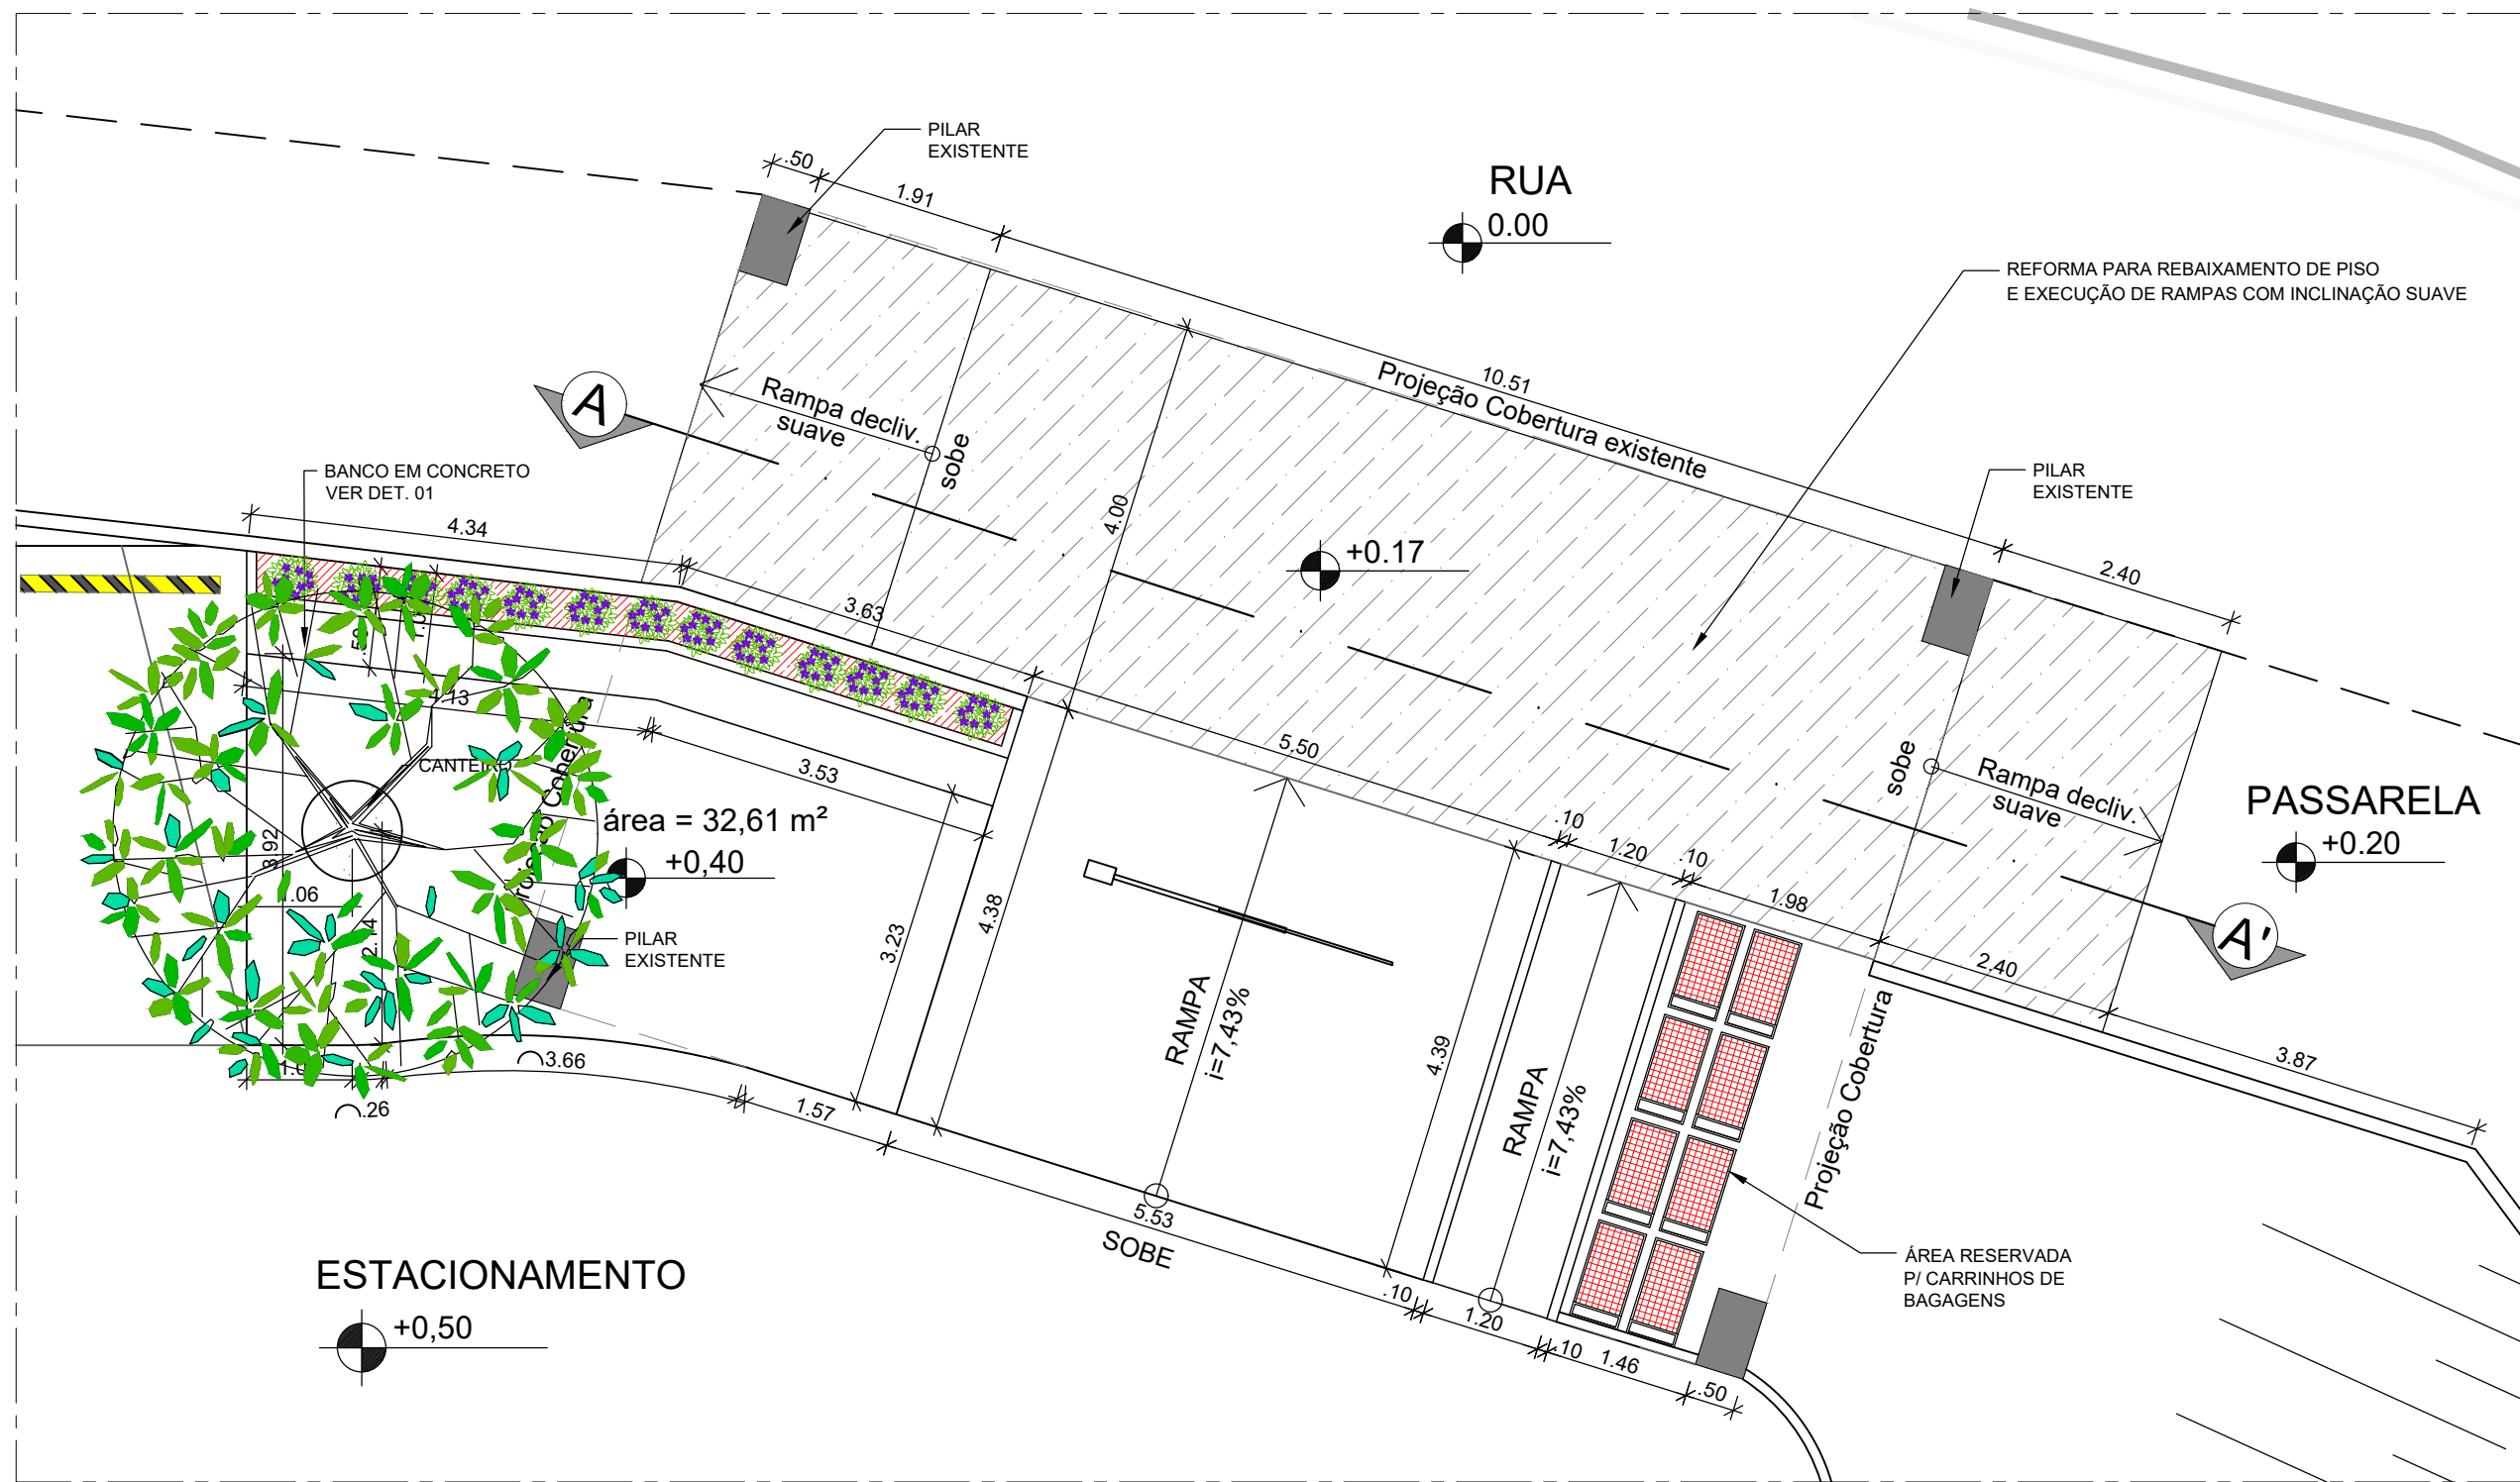 PILAR
EXISTENTE
.50
1.91
RUA
0.00
REFORMA PARA REBAIXAMENTO DE PISO
E EXECUÇÃO DE RAMPAS COM INCLINAÇÃO SUAVE
10.51
Projeção Cobertura existente
A
Rampa decliv.
suave
sobe
BANCO EM CONCRETO
VER DET. 01
4.34
4.00
+0.17
PILAR
EXISTENTE
2.40
3.63
.50
4.13
CANTEIRO
3.53
5.50
sobe
Rampa decliv.
suave
PASSARELA
+0.20
área = 32,61 m²
+0,40
.10
1.20
.10
1.98
3.92
1.06
2.14
PILAR
EXISTENTE
3.23
4.38
RAMPA
i=7,43%
4.39
RAMPA
i=7,43%
2.40
A'
Projeção Cobertura
3.87
3.66
.26
1.57
5.53
SOBE
ÁREA RESERVADA
P/ CARRINHOS DE
BAGAGENS
ESTACIONAMENTO
+0,50
.10
1.20
.10
1.46
.50